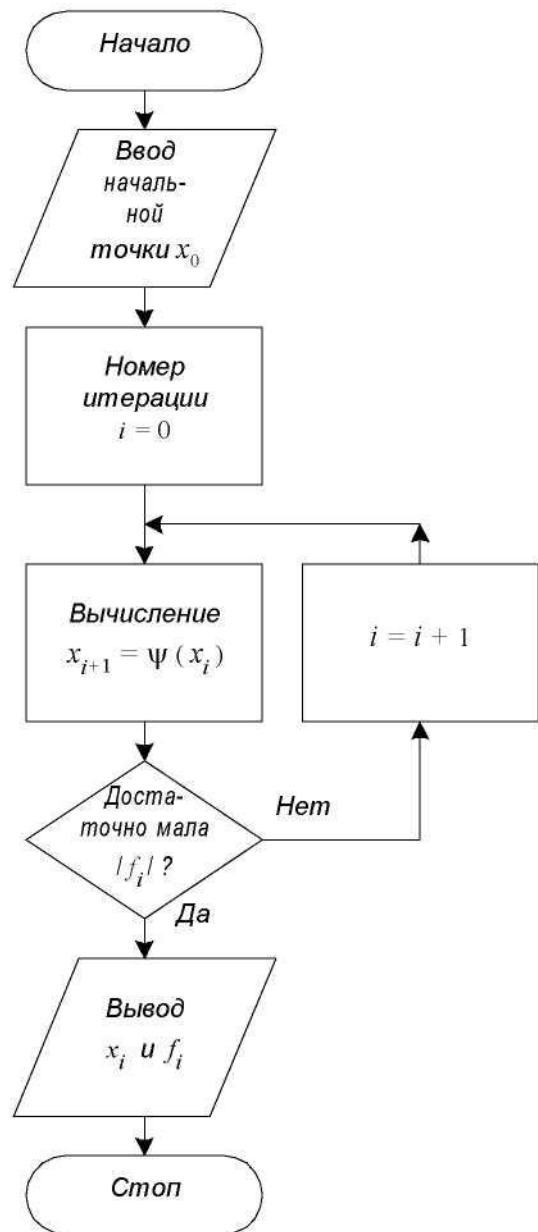 Начало
Ввод
началь-
ной
точки x₀
Номер
итерации
i = 0
Вычисление
xᵢ₊₁ = Ψ (xᵢ)
i = i + 1
Доста-
точно мала
|fᵢ| ?
Нет
Да
Вывод
xᵢ и fᵢ
Стоп